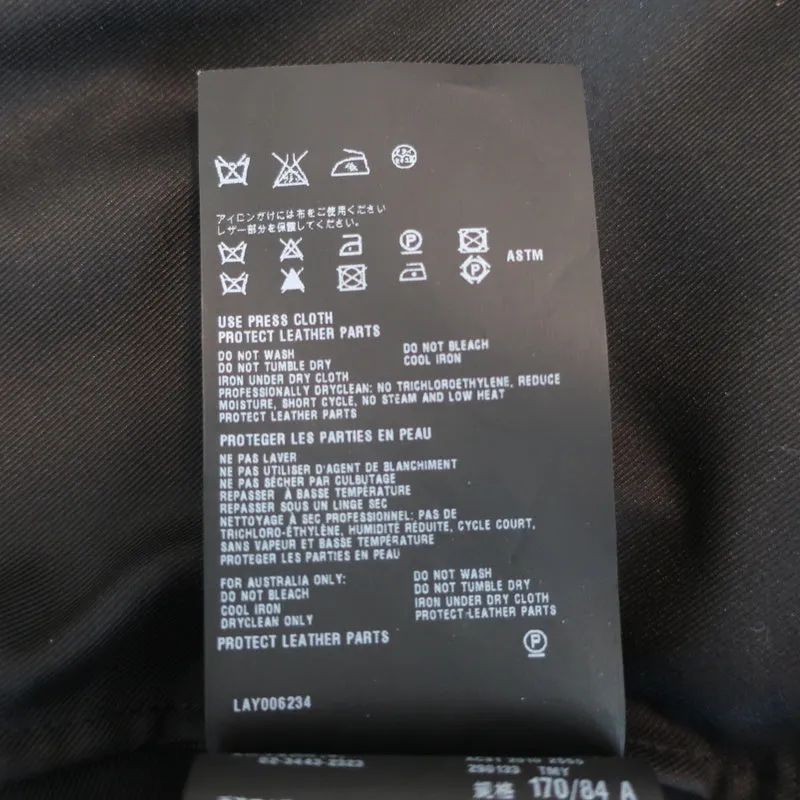 アイロンがけには布をご使用ください
レザー部分を保護してください。
P
P
ASTM
USE PRESS CLOTH
PROTECT LEATHER PARTS
DO NOT WASH
DO NOT BLEACH
DO NOT TUMBLE DRY
COOL IRON
IRON UNDER DRY CLOTH
PROFESSIONALLY DRYCLEAN: NO TRICHLOROETHYLENE, REDUCE
MOISTURE, SHORT CYCLE, NO STEAM AND LOW HEAT
PROTECT LEATHER PARTS
PROTEGER LES PARTIES EN PEAU
NE PAS LAVER
NE PAS UTILISER D'AGENT DE BLANCHIMENT
NE PAS SÈCHER PAR CULBUTAGE
REPASSER À BASSE TEMPÈRATURE
REPASSER SOUS UN LINGE SEC
NETTOYAGE À SEC PROFESSIONNEL: PAS DE
TRICHLORO-ÉTHYLÈNE, HUMIDITÉ RÉDUITE, CYCLE COURT,
SANS VAPEUR ET BASSE TEMPÉRATURE
PROTEGER LES PARTIES EN PEAU
FOR AUSTRALIA ONLY:
DO NOT BLEACH
COOL IRON
DRYCLEAN ONLY
DO NOT WASH
DO NOT TUMBLE DRY
IRON UNDER DRY CLOTH
PROTECT LEATHER PARTS
PROTECT LEATHER PARTS
P
LAY006234
02-3442-2323
290133 TMY
规格 170/84 A